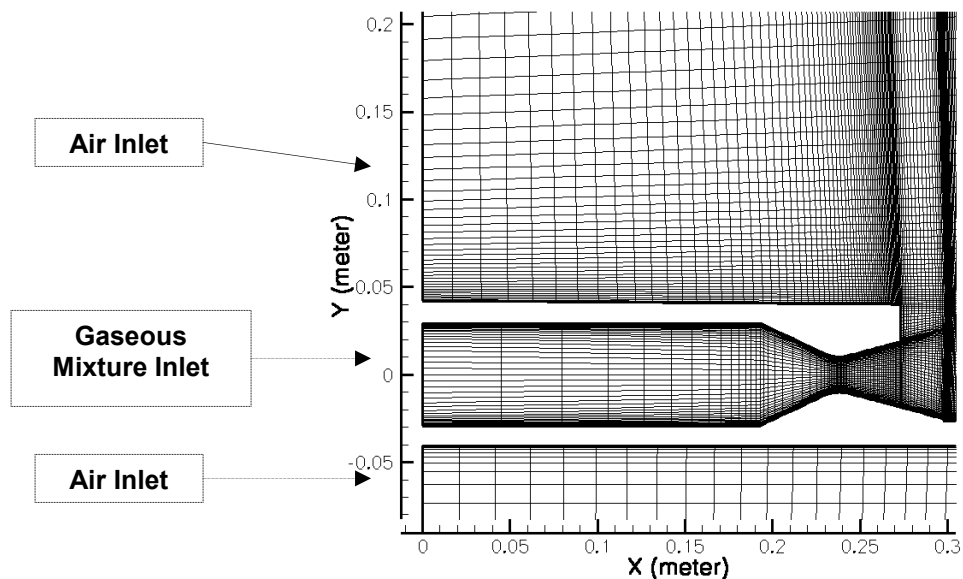 Air Inlet
Gaseous
Mixture Inlet
Air Inlet
Y (meter)
0.2
0.15
0.1
0.05
0
-0.05
0
0.05
0.1
0.15
0.2
0.25
0.3
X (meter)